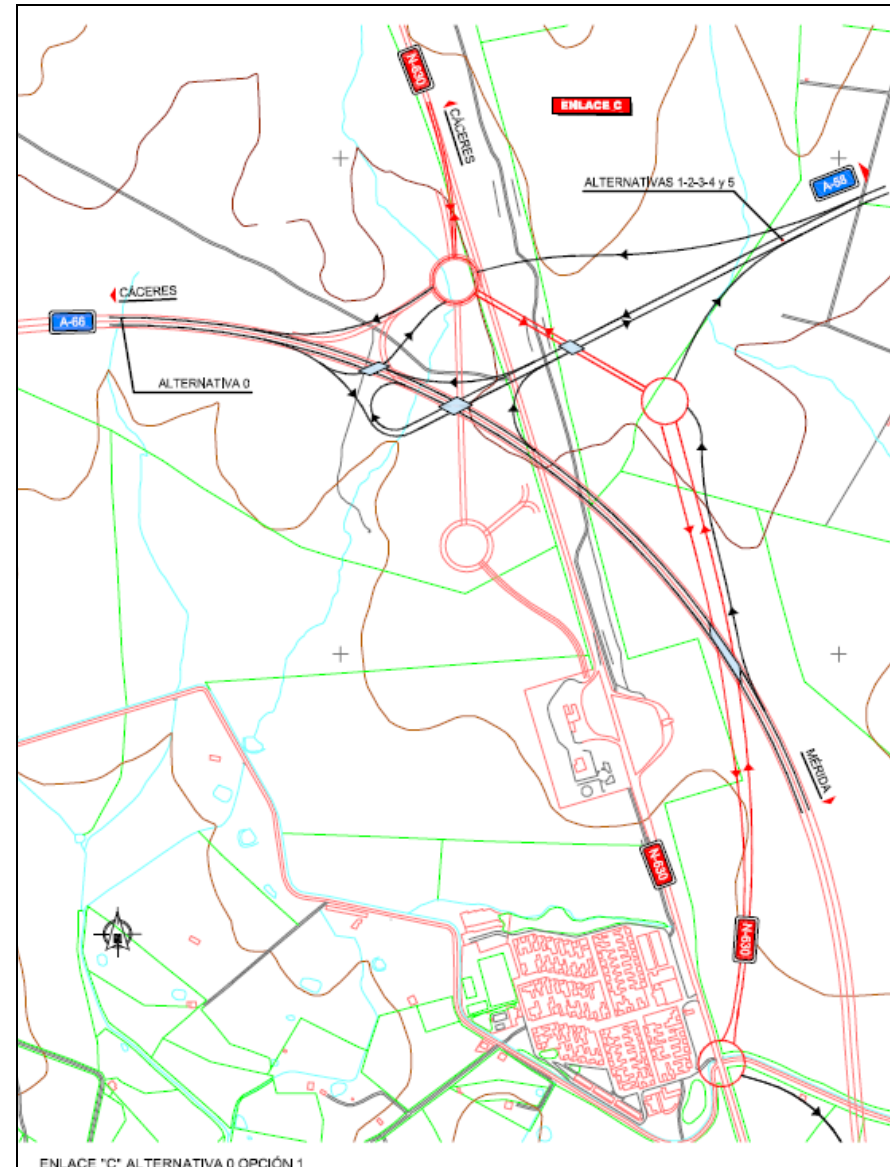 N-630
CÁCERES
ENLACE C
ALTERNATIVAS 1-2-3-4 y 5
A-58
CÁCERES
A-66
ALTERNATIVA 0
MÉRIDA
N-630
N-630
ENLACE "C" ALTERNATIVA 0 OPCIÓN 1